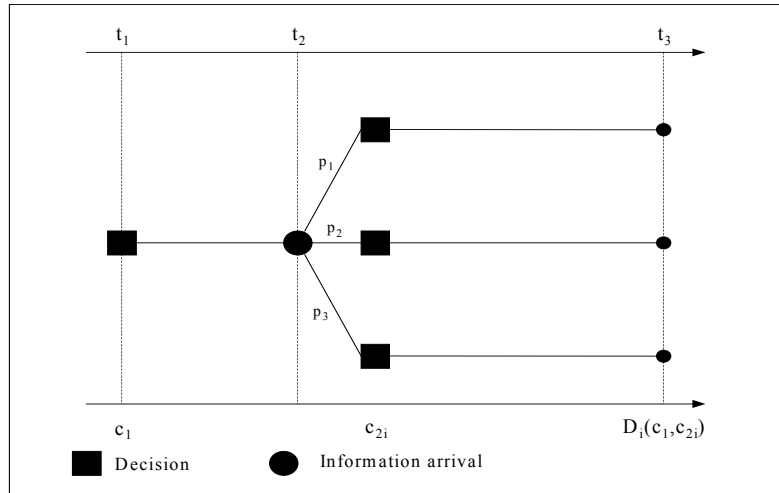 t₁ t₂ t₃
p₁
p₂
p₃
c₁ c₂ᵢ Dᵢ(c₁,c₂ᵢ)
Decision Information arrival